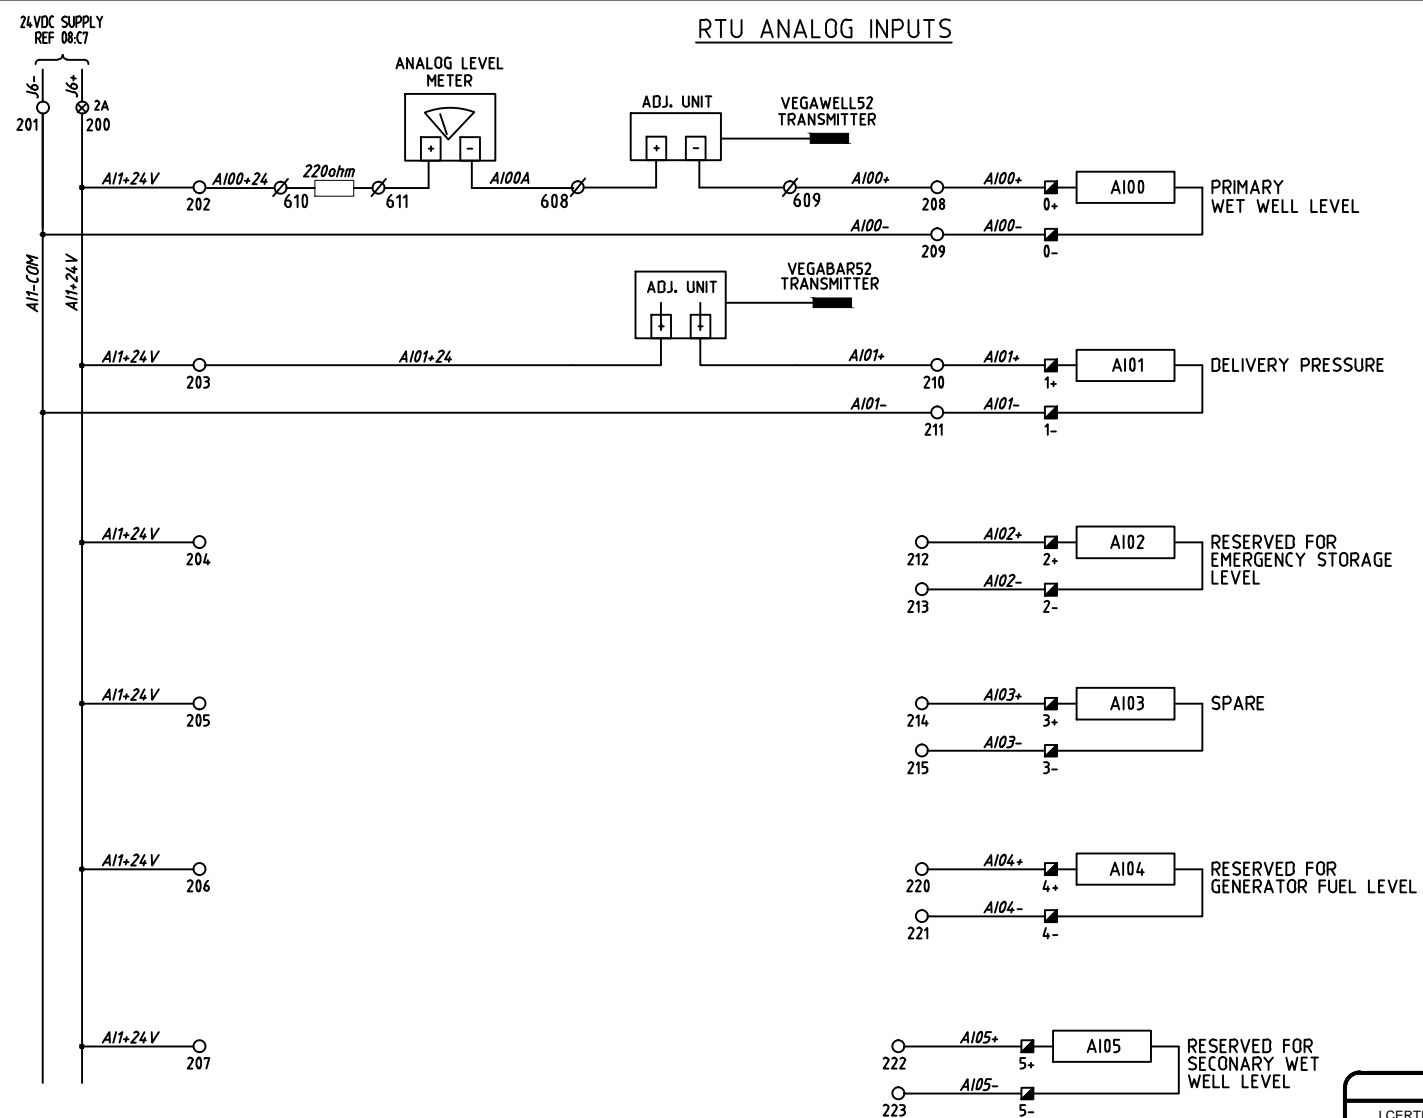 24VDC SUPPLY
REF 08:C7
RTU ANALOG INPUTS
J6-
J6+
2A
201
200
ANALOG LEVEL
METER
+
-
ADJ. UNIT
+
-
VEGAWELL52
TRANSMITTER
AI1+24V
202
AI00+24
610
220ohm
611
AI00A
608
609
AI00+
208
AI00+
0+
AI00
PRIMARY
WET WELL LEVEL
AI00-
209
AI00-
0-
AI1-COM
AI1+24V
ADJ. UNIT
+
+
VEGABAR52
TRANSMITTER
AI1+24V
203
AI01+24
AI01+
210
AI01+
1+
AI01
DELIVERY PRESSURE
AI01-
211
AI01-
1-
AI1+24V
204
212
AI02+
2+
AI02
RESERVED FOR
EMERGENCY STORAGE
LEVEL
213
AI02-
2-
AI1+24V
205
214
AI03+
3+
AI03
SPARE
215
AI03-
3-
AI1+24V
206
220
AI04+
4+
AI04
RESERVED FOR
GENERATOR FUEL LEVEL
221
AI04-
4-
AI1+24V
207
222
AI05+
5+
AI05
RESERVED FOR
SECONARY WET
WELL LEVEL
223
AI05-
5-